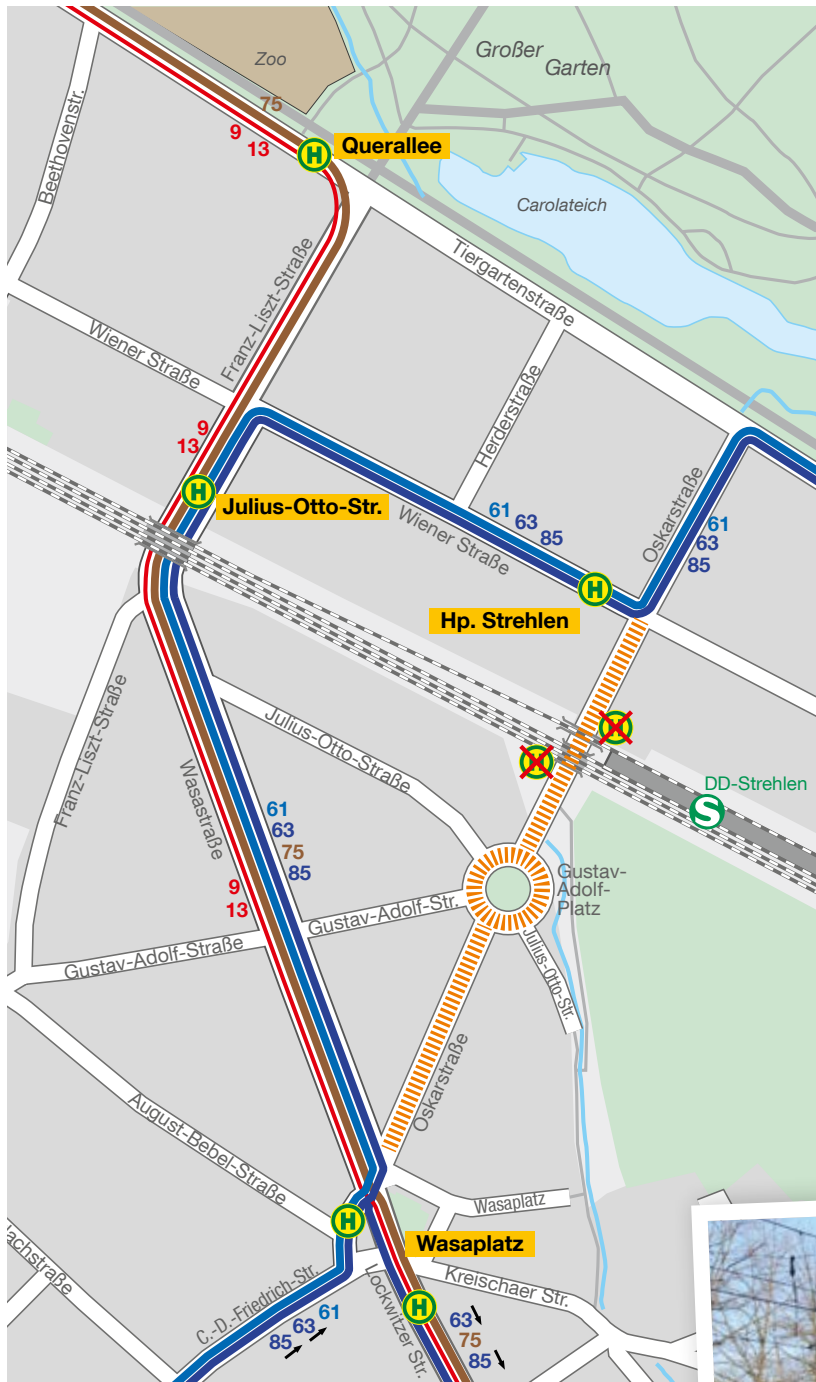 Zoo
Großer
Garten
75
9
13
H
Querallee
Beethovenstr.
Carolateich
Tiergartenstraße
Franz-Liszt-Straße
Wiener Straße
Herderstraße
9
13
H
Julius-Otto-Str.
61
63
85
Wiener Straße
Oskarstraße
61
63
85
H
Hp. Strehlen
Franz-Liszt-Straße
Julius-Otto-Straße
H
H
DD-Strehlen
S
Wasastraße
61
63
75
85
9
13
Gustav-
Adolf-
Platz
Gustav-Adolf-Str.
Gustav-Adolf-Straße
Julius-Otto-Str.
Oskarstraße
August-Bebel-Straße
Wasaplatz
H
Wasaplatz
Kreischaer Str.
C.-D.-Friedrich-Str.
Lockwitzer Str.
H
61
63
85
63
75
85